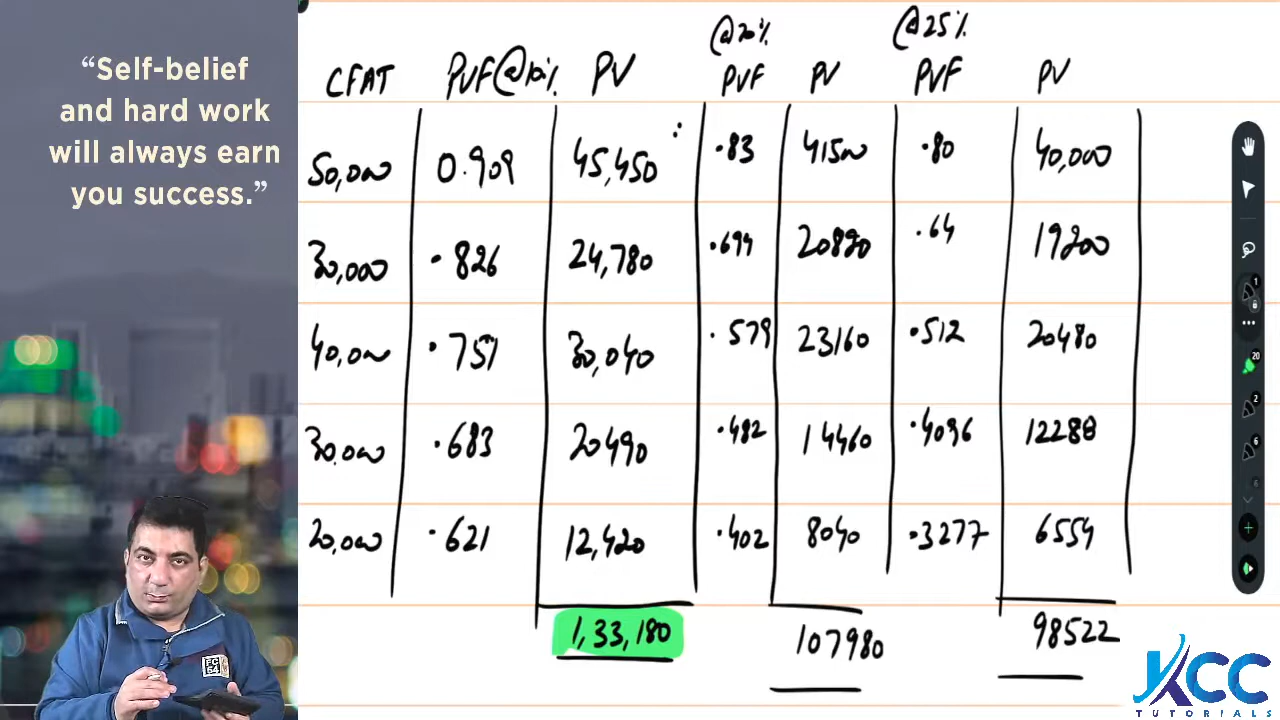 “Self-belief
and hard work
will always earn
you success.”
@20% @25%
CFAT PVF@10% PV PVF PV PVF PV
50,000 0.909 45,450 .83 41500 .80 40,000
30,000 .826 24,780 .694 20820 .64 19200
40,000 .751 30,040 .579 23160 .512 20480
30,000 .683 20490 .482 14460 .4096 12288
20,000 .621 12,420 .402 8040 .3277 6554
1,33,180 107980 98522
FC
64
KCC
TUTORIALS